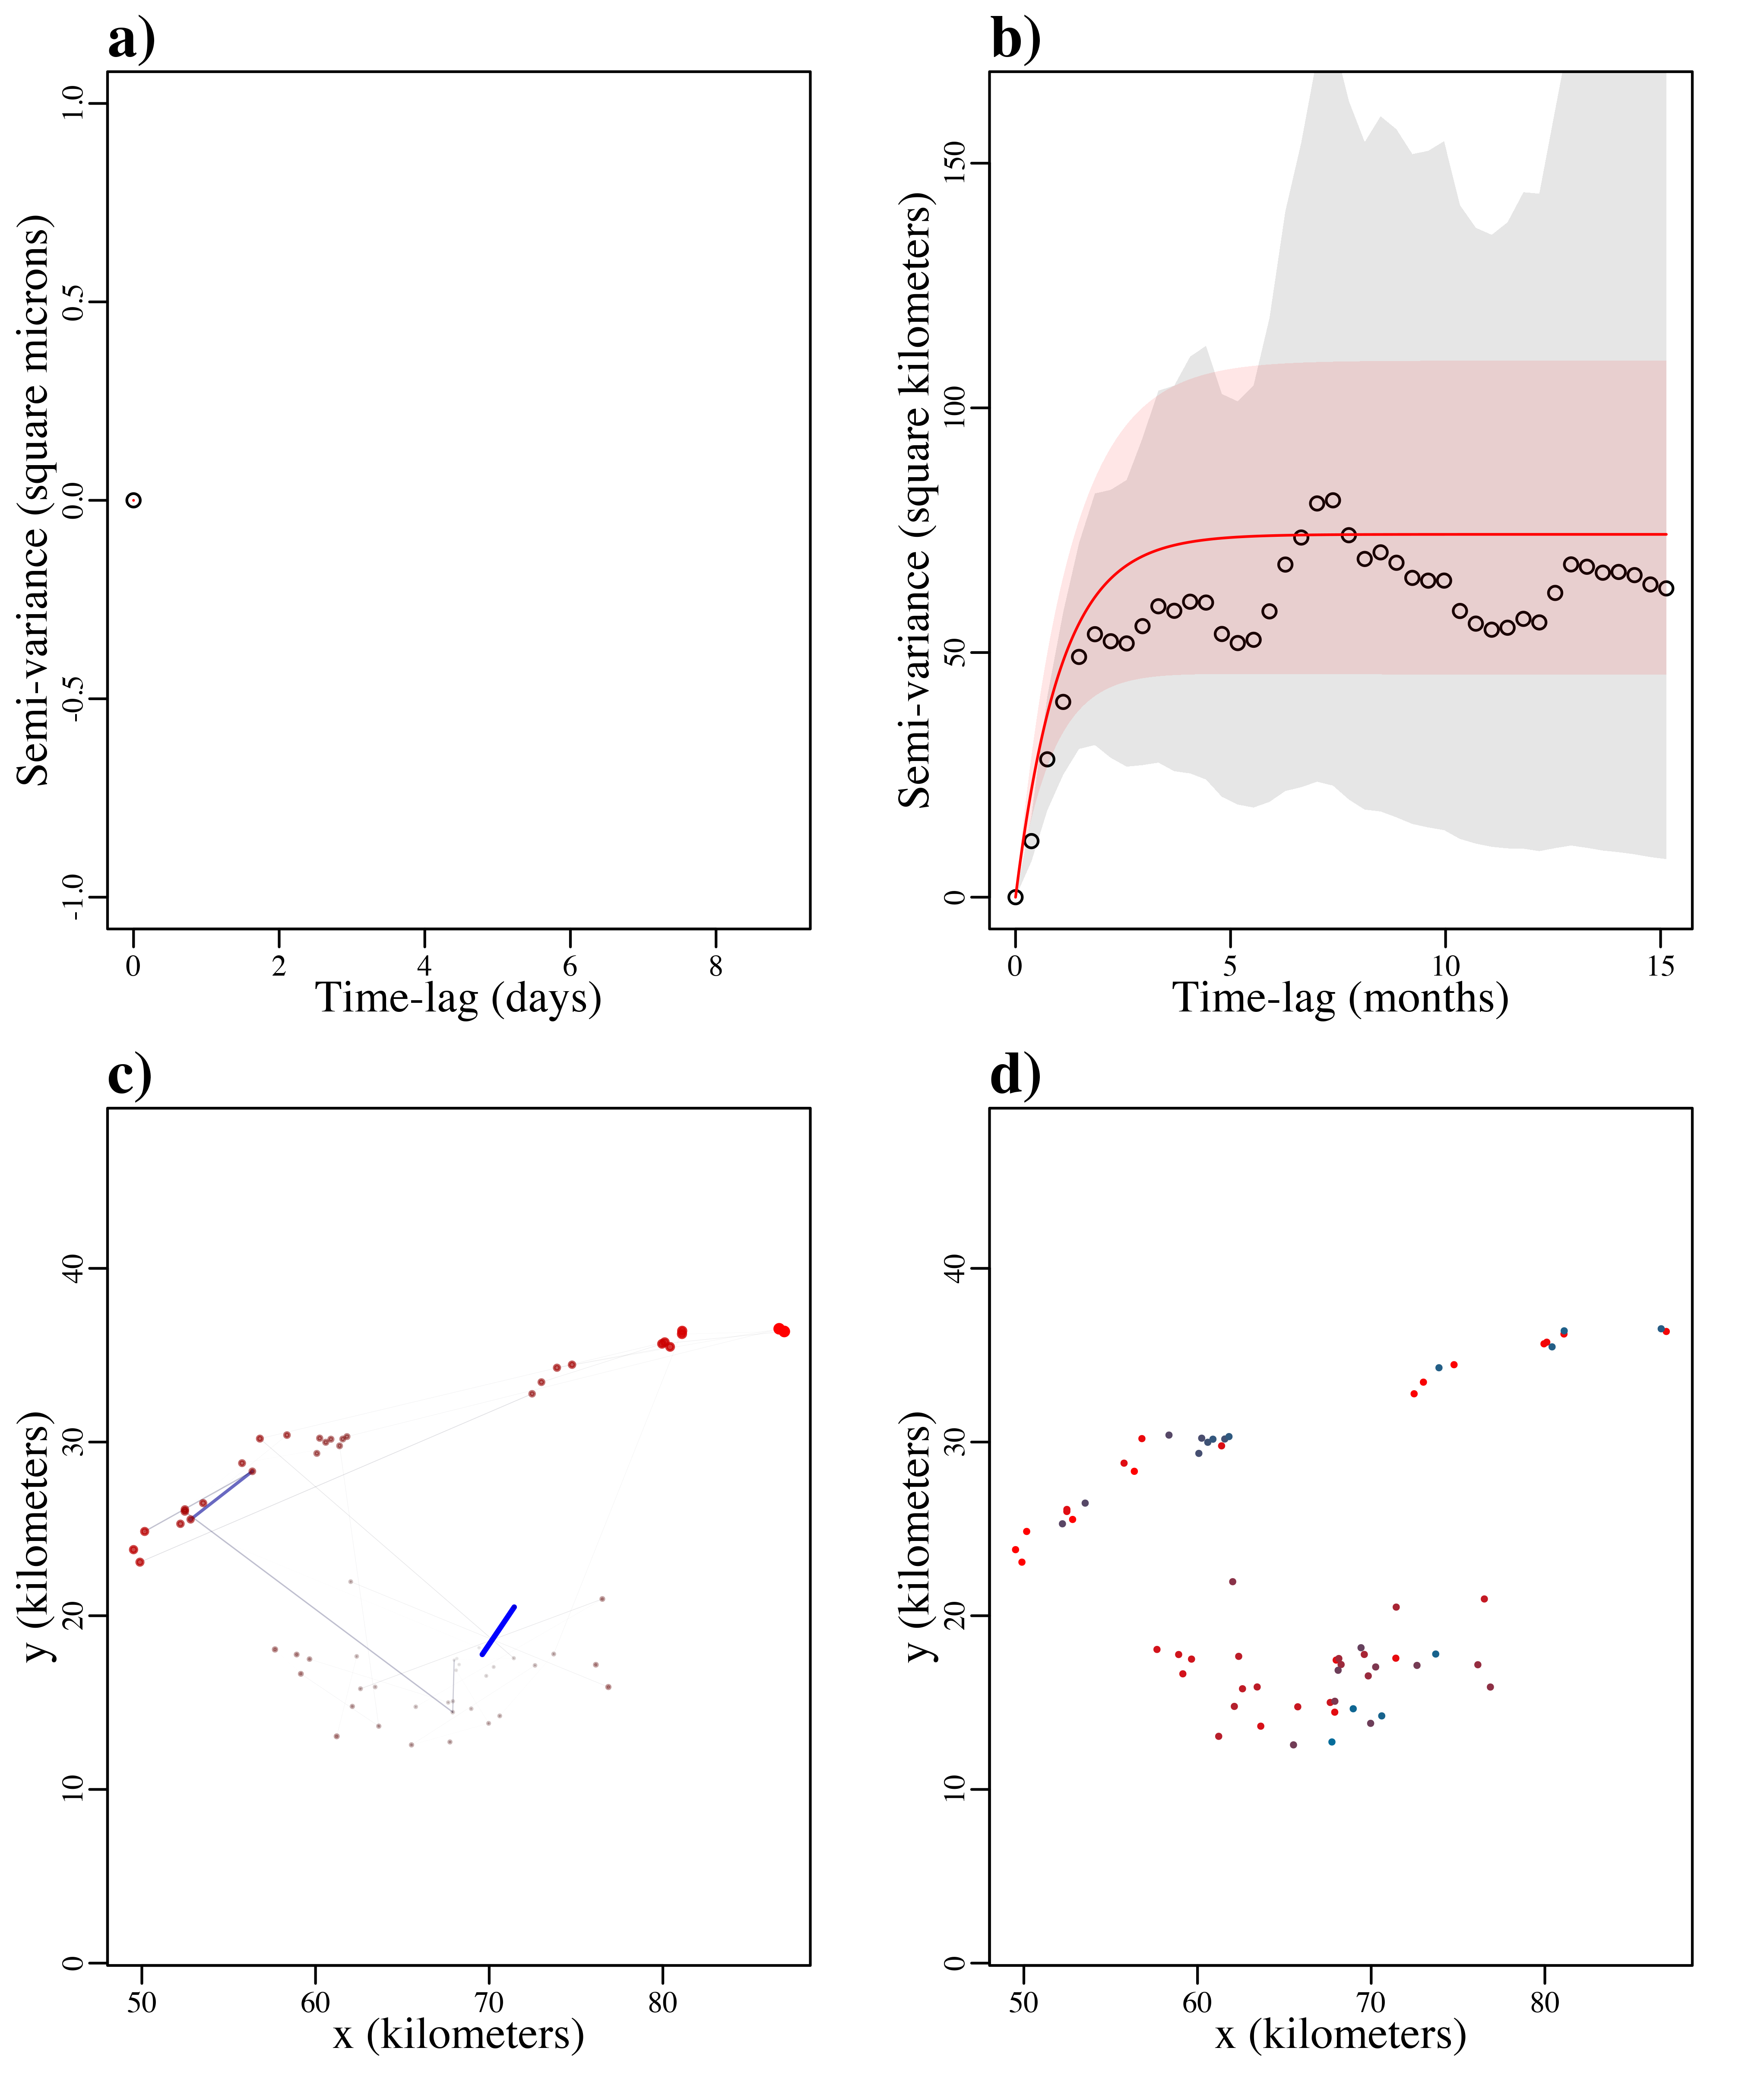 a)
Semi-variance (square microns)
1.0
0.5
0.0
-0.5
-1.0
0 2 4 6 8
Time-lag (days)
b)
Semi-variance (square kilometers)
150
100
50
0
0 5 10 15
Time-lag (months)
c)
y (kilometers)
40
30
20
10
0
50 60 70 80
x (kilometers)
d)
y (kilometers)
40
30
20
10
0
50 60 70 80
x (kilometers)